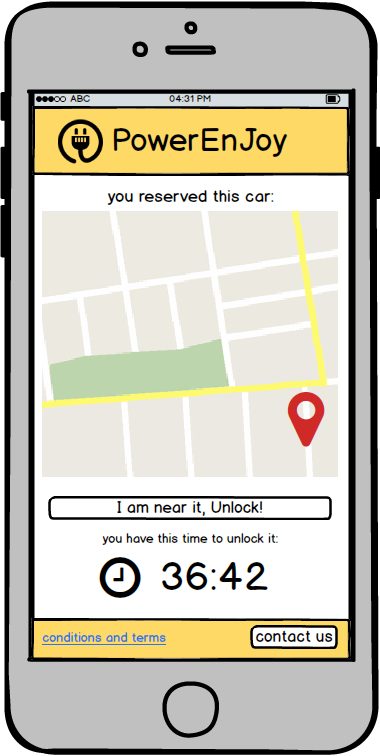 ABC 04:31 PM
PowerEnJoy
you reserved this car:
I am near it, Unlock!
you have this time to unlock it:
36:42
conditions and terms contact us